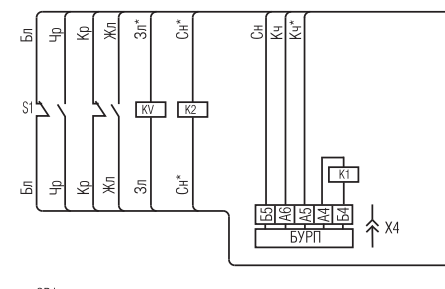 Бл Чр Кр Жл Зл* Сн* Сн Кч Кч*
S1 KV K2
K1
Бл Чр Кр Жл Зл Сн*
Б5 А6 А5 А4 Б4
X4
БУРП